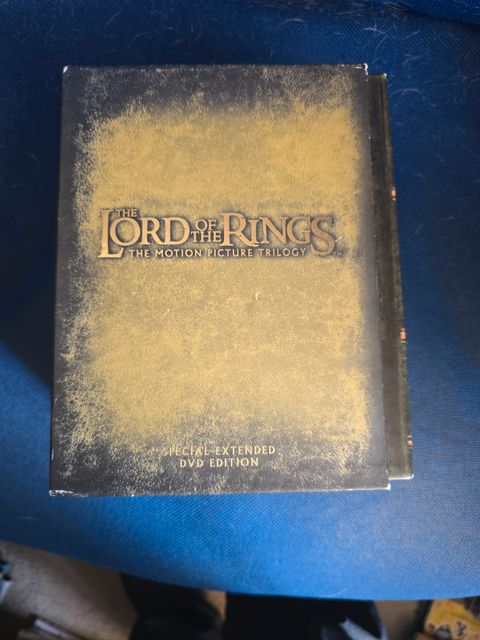 THE LORD OF THE RINGS
THE MOTION PICTURE TRILOGY
SPECIAL EXTENDED
DVD EDITION